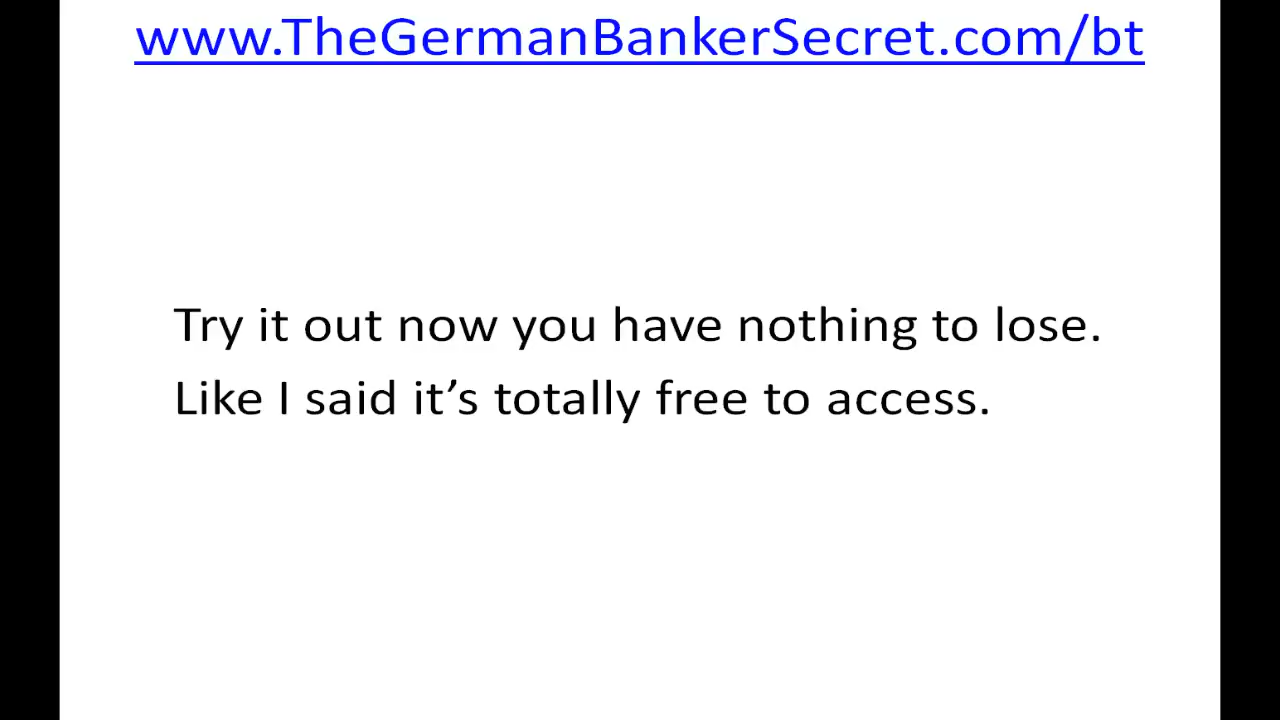 www.TheGermanBankerSecret.com/bt
Try it out now you have nothing to lose.
Like I said it’s totally free to access.